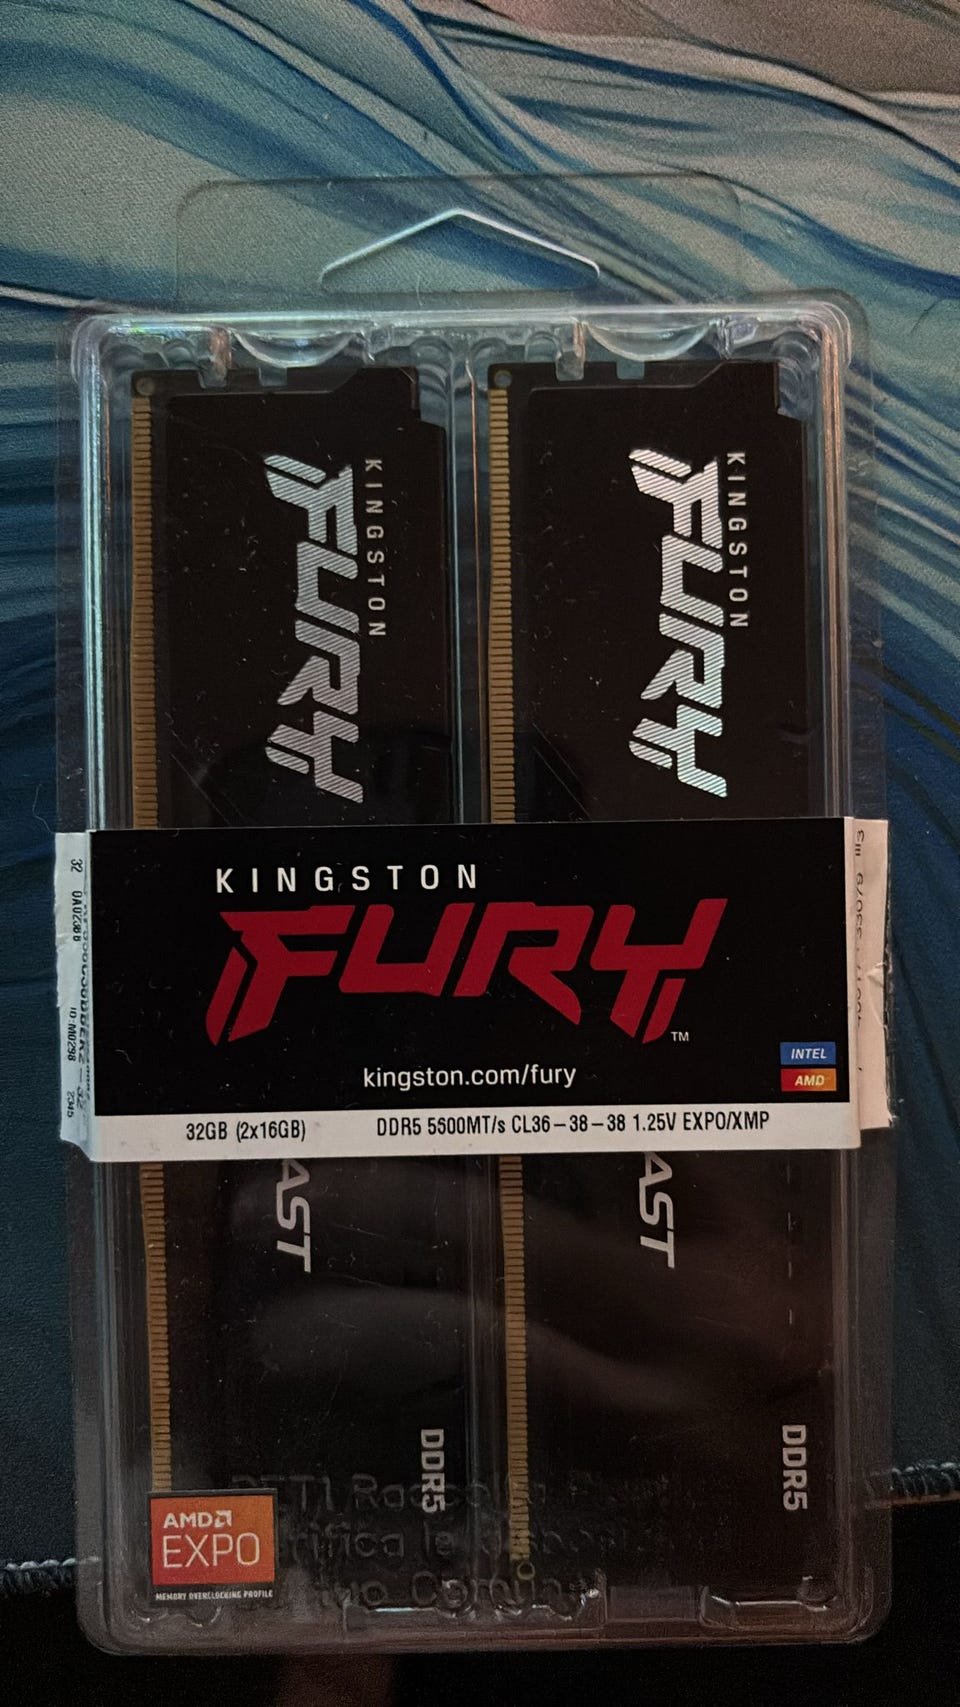 KINGSTON
FURY
KINGSTON
FURY
KINGSTON
FURY
TM
kingston.com/fury
INTEL
AMD
32GB (2x16GB)
DDR5 5600MT/s CL36-38-38 1.25V EXPO/XMP
AST
AST
DDR5
DDR5
AMD
EXPO
MEMORY OVERCLOCKING PROFILE